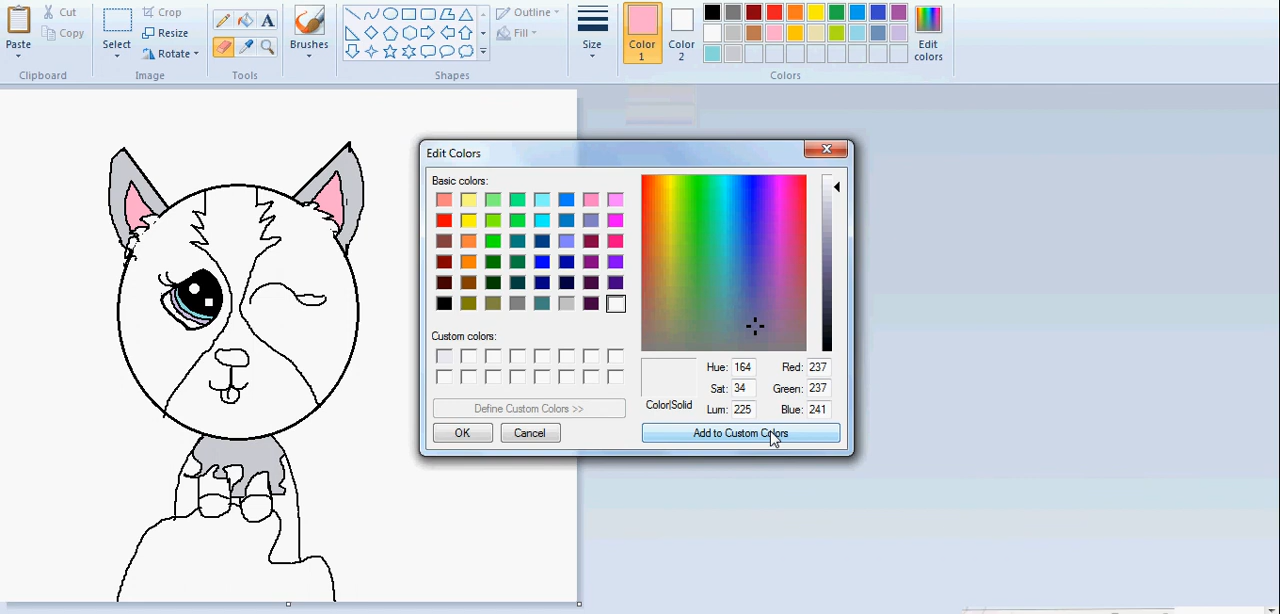 Paste
Cut
Copy
Clipboard
Select
Crop
Resize
Rotate
Image
A
Tools
Brushes
Outline
Fill
Shapes
Size
Color
1
Color
2
Edit
colors
Colors
Edit Colors
Basic colors:
Custom colors:
Define Custom Colors >>
OK
Cancel
Color|Solid
Hue: 164
Sat: 34
Lum: 225
Red: 237
Green: 237
Blue: 241
Add to Custom Colors